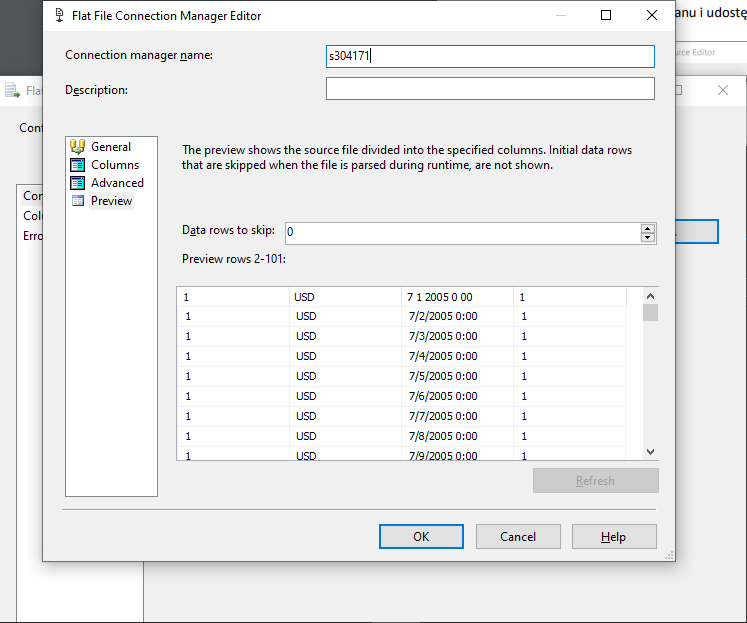 Flat File Connection Manager Editor
anu i udostę
urce Editor
Connection manager name:
s304171
Flat
Description:
Conf
General
Columns
Advanced
Preview
The preview shows the source file divided into the specified columns. Initial data rows
that are skipped when the file is parsed during runtime, are not shown.
Con
Colu
Erro
Data rows to skip:
0
Preview rows 2-101:
1 USD 7 1 2005 0 00 1
1 USD 7/2/2005 0:00 1
1 USD 7/3/2005 0:00 1
1 USD 7/4/2005 0:00 1
1 USD 7/5/2005 0:00 1
1 USD 7/6/2005 0:00 1
1 USD 7/7/2005 0:00 1
1 USD 7/8/2005 0:00 1
1 USD 7/9/2005 0:00 1
Refresh
OK
Cancel
Help